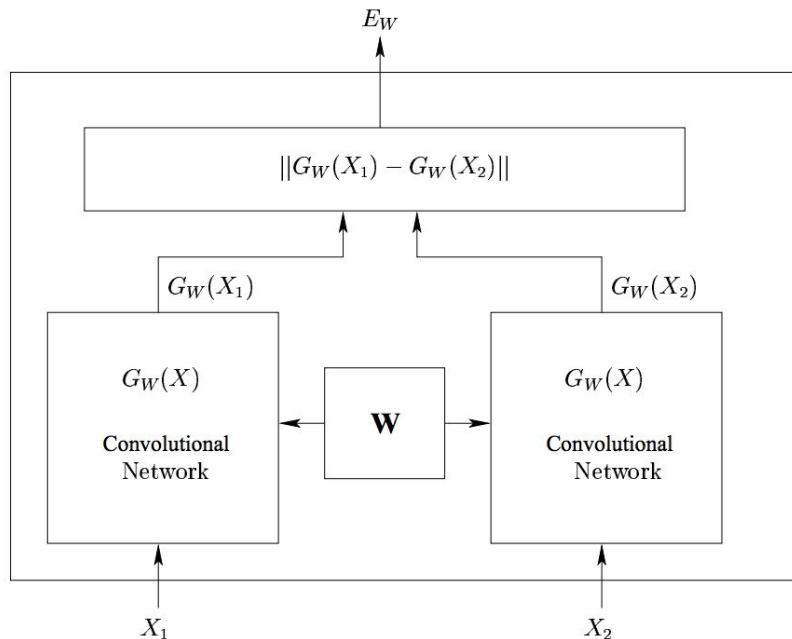 E_W
||G_W(X_1) − G_W(X_2)||
G_W(X_1)
G_W(X_2)
G_W(X)
Convolutional
Network
W
G_W(X)
Convolutional
Network
X_1
X_2